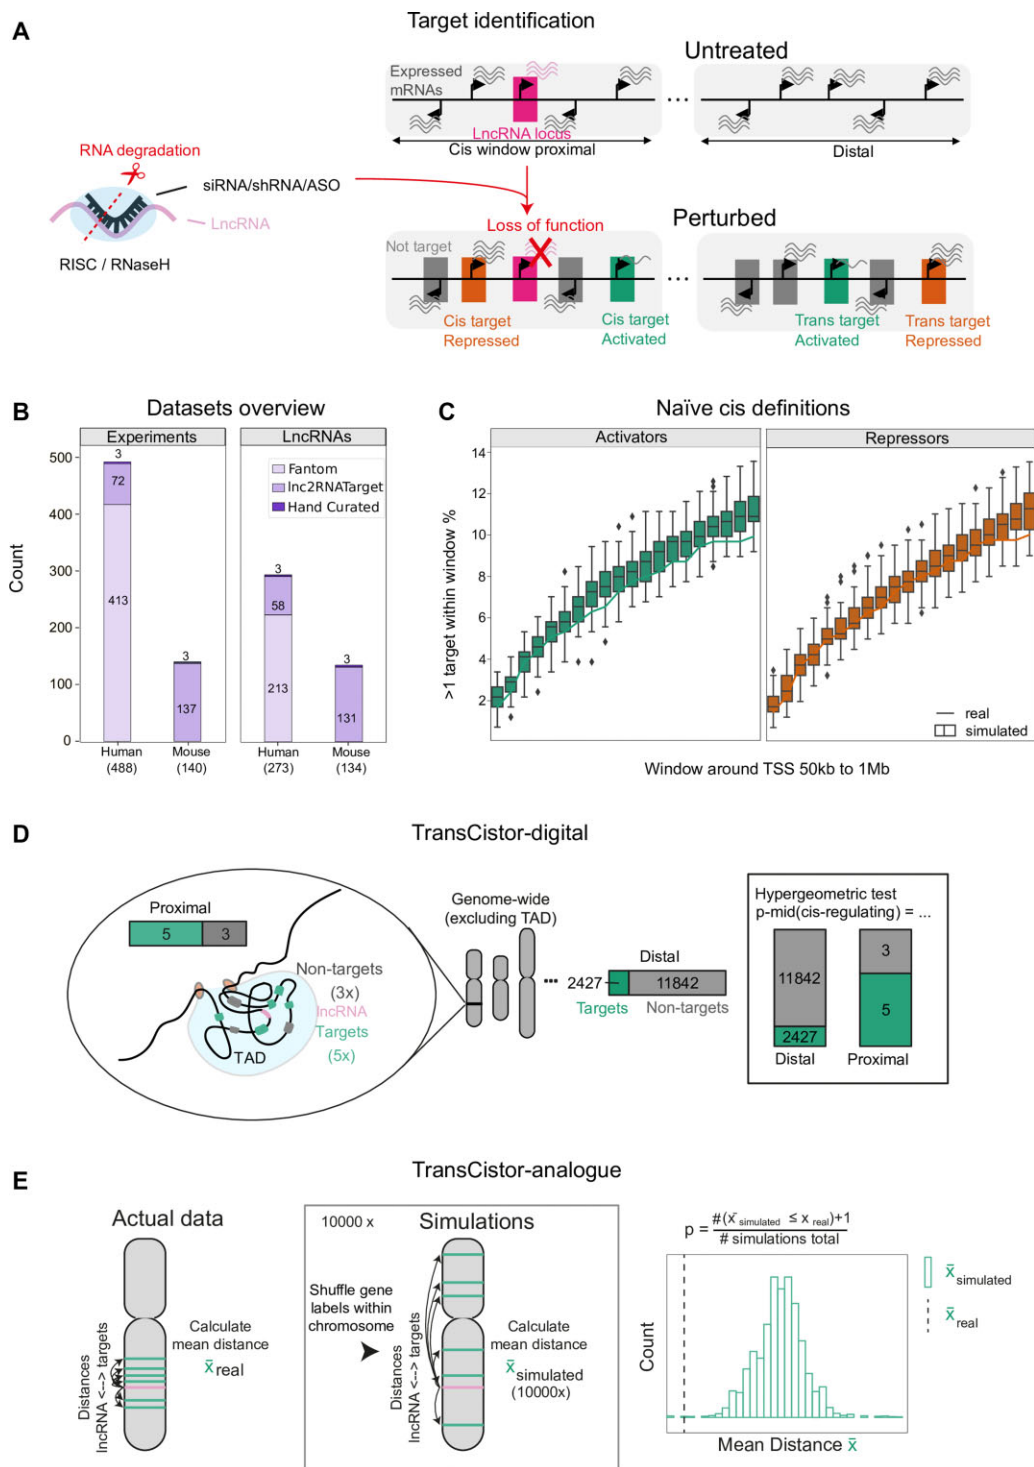 A
Target identification
Untreated
Expressed
mRNAs
LncRNA locus
Cis window proximal
Distal
RNA degradation
siRNA/shRNA/ASO
LncRNA
RISC / RNaseH
Loss of function
Perturbed
Not target
Cis target
Repressed
Cis target
Activated
Trans target
Activated
Trans target
Repressed
B
Datasets overview
Experiments
LncRNAs
Count
500
400
300
200
100
0
3
72
413
3
137
3
58
213
3
131
Fantom
lnc2RNATarget
Hand Curated
Human
(488)
Mouse
(140)
Human
(273)
Mouse
(134)
C
Naïve cis definitions
Activators
Repressors
>1 target within window %
14
12
10
8
6
4
2
real
simulated
Window around TSS 50kb to 1Mb
D
TransCistor-digital
Proximal
5
3
Non-targets
(3x)
lncRNA
Targets
(5x)
TAD
Genome-wide
(excluding TAD)
Distal
2427
11842
Targets
Non-targets
Hypergeometric test
p-mid(cis-regulating) = ...
11842
2427
Distal
3
5
Proximal
E
TransCistor-analogue
Actual data
Distances
lncRNA <--> targets
Calculate
mean distance
x̄ real
10000 x
Simulations
Shuffle gene
labels within
chromosome
Distances
lncRNA <--> targets
Calculate
mean distance
x̄ simulated
(10000x)
p = #(x̄ simulated ≤ x real)+1
# simulations total
Count
Mean Distance x̄
x̄ simulated
x̄ real